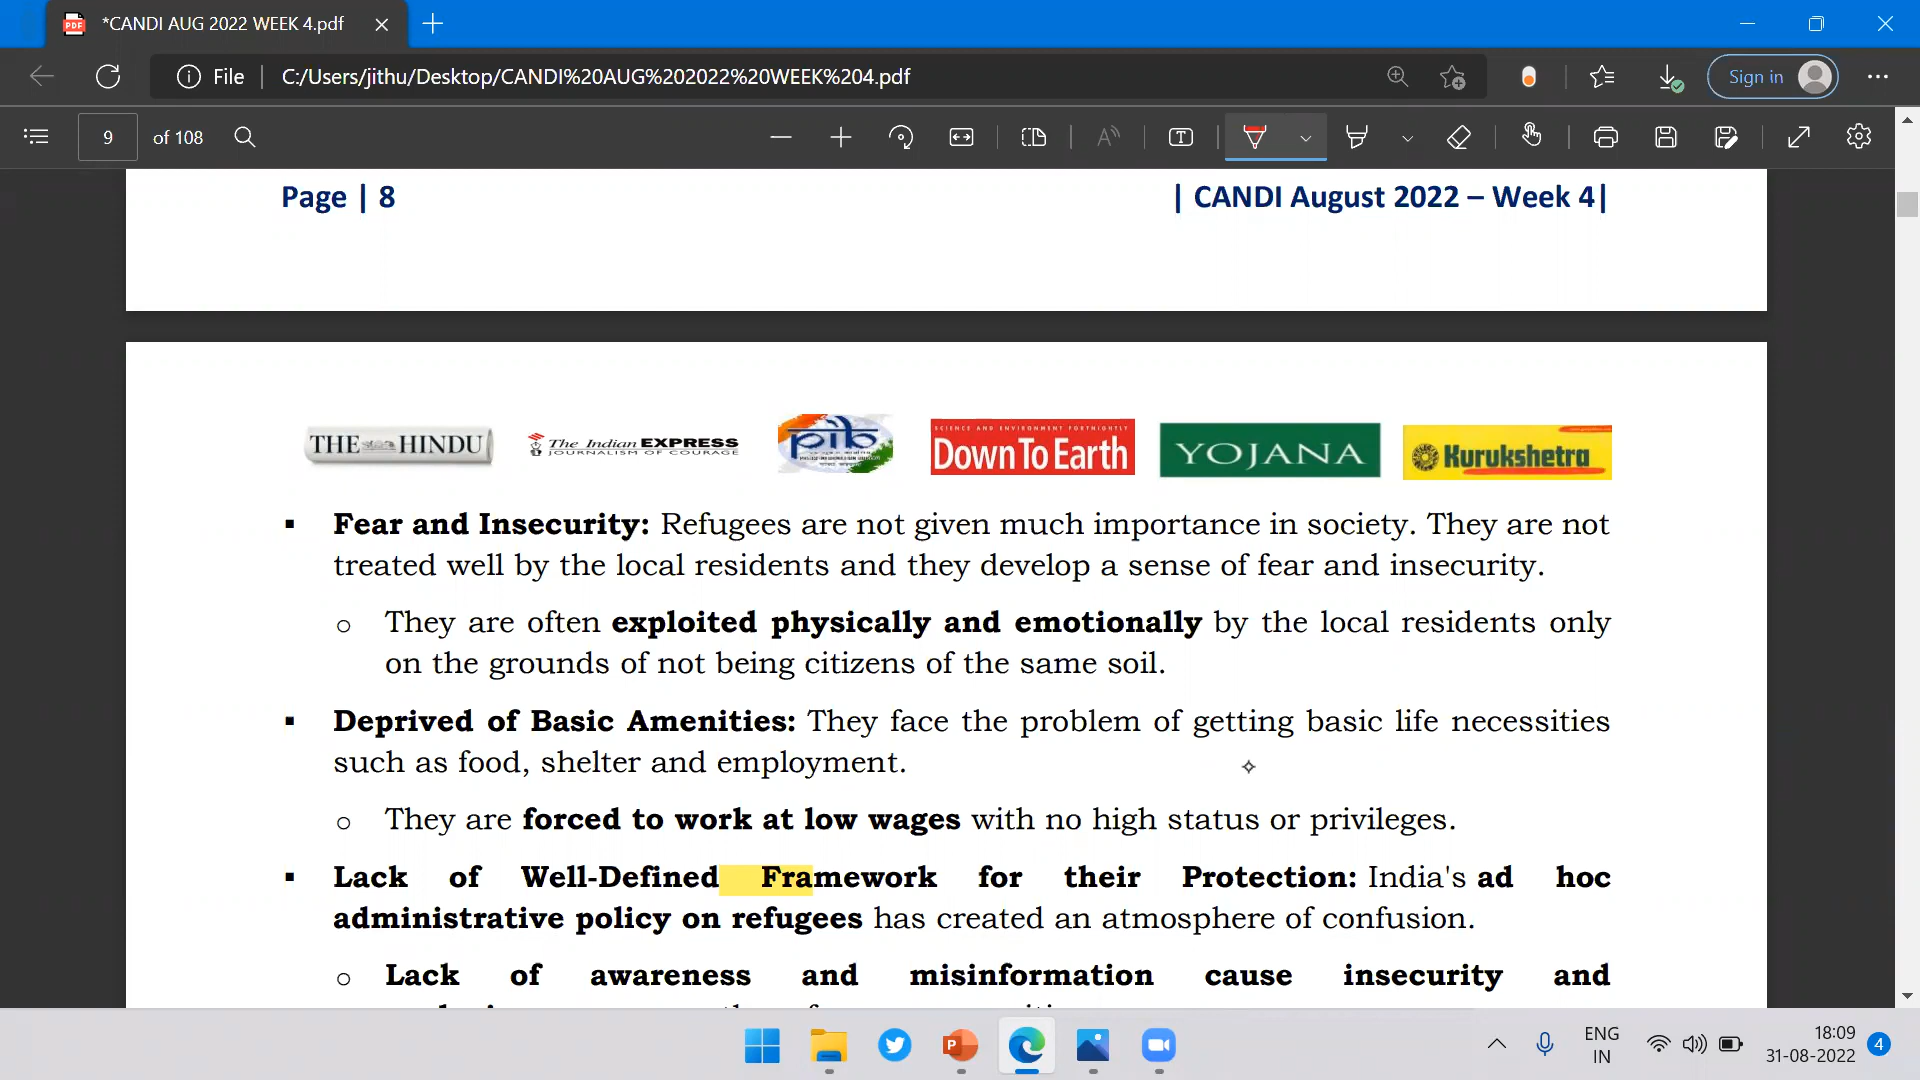 *CANDI AUG 2022 WEEK 4.pdf
File
C:/Users/jithu/Desktop/CANDI%20AUG%202022%20WEEK%204.pdf
Sign in
9 of 108
Page | 8
| CANDI August 2022 – Week 4|
THE HINDU
The Indian EXPRESS
JOURNALISM OF COURAGE
pib
SCIENCE AND ENVIRONMENT FORTNIGHTLY
DownToEarth
YOJANA
Kurukshetra
▪ Fear and Insecurity: Refugees are not given much importance in society. They are not
treated well by the local residents and they develop a sense of fear and insecurity.
o They are often exploited physically and emotionally by the local residents only
on the grounds of not being citizens of the same soil.
▪ Deprived of Basic Amenities: They face the problem of getting basic life necessities
such as food, shelter and employment.
o They are forced to work at low wages with no high status or privileges.
▪ Lack of Well-Defined Framework for their Protection: India's ad hoc
administrative policy on refugees has created an atmosphere of confusion.
o Lack of awareness and misinformation cause insecurity and
ENG
IN
18:09
31-08-2022
4